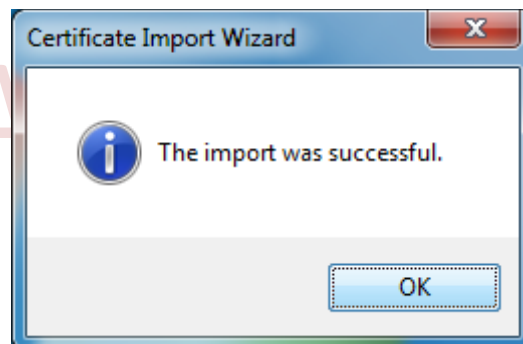 Certificate Import Wizard
The import was successful.
OK